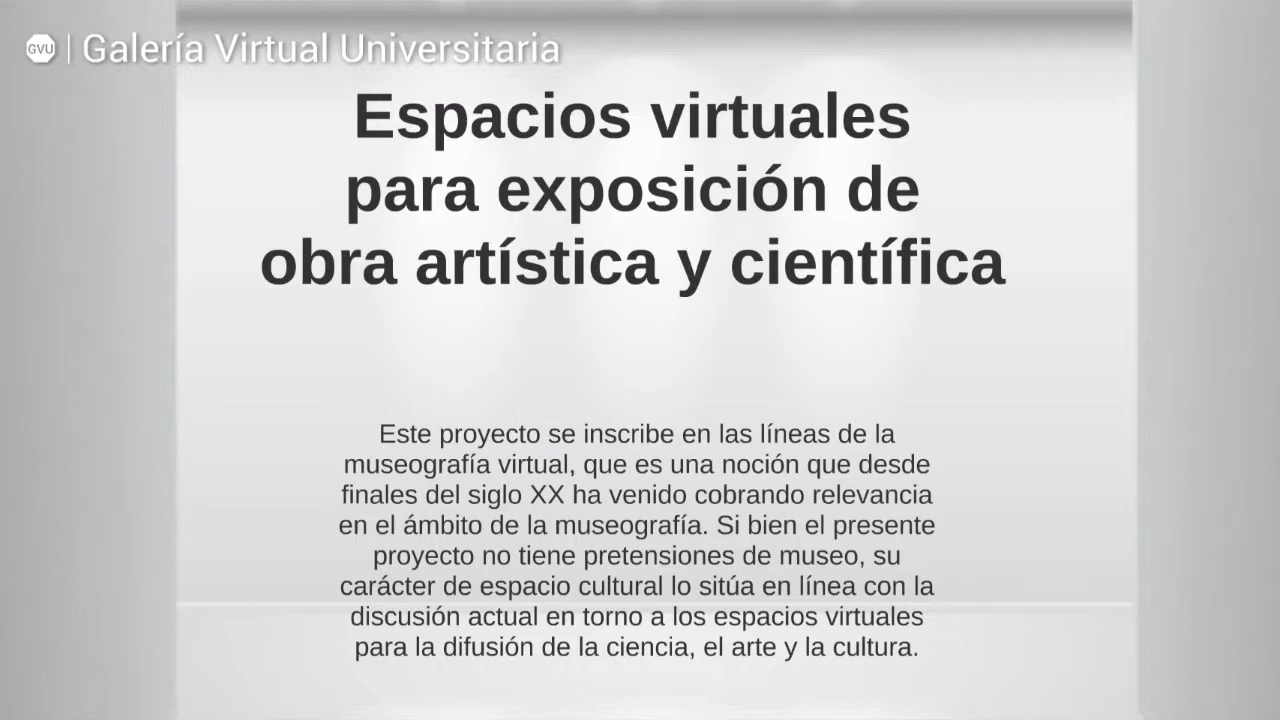 GVU | Galería Virtual Universitaria
Espacios virtuales
para exposición de
obra artística y científica
Este proyecto se inscribe en las líneas de la
museografía virtual, que es una noción que desde
finales del siglo XX ha venido cobrando relevancia
en el ámbito de la museografía. Si bien el presente
proyecto no tiene pretensiones de museo, su
carácter de espacio cultural lo sitúa en línea con la
discusión actual en torno a los espacios virtuales
para la difusión de la ciencia, el arte y la cultura.